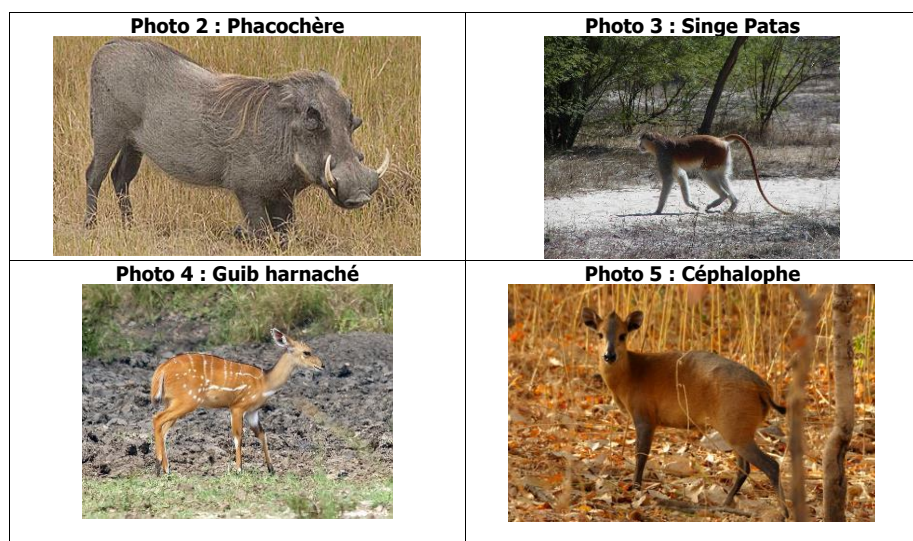 Photo 2 : Phacochère
Photo 3 : Singe Patas
Photo 4 : Guib harnaché
Photo 5 : Céphalophe